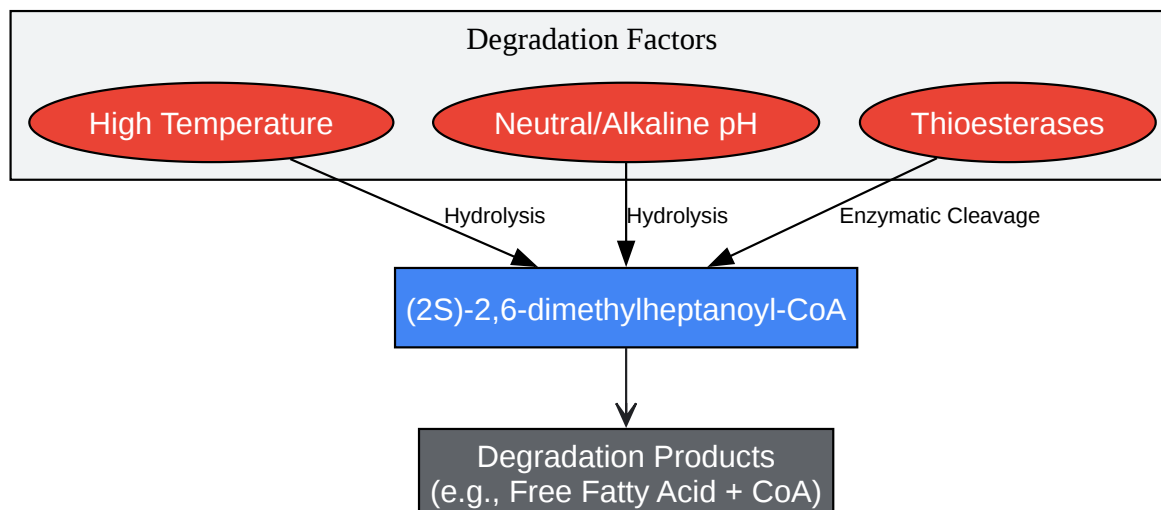 Degradation Factors
High Temperature
Neutral/Alkaline pH
Thioesterases
Hydrolysis
Hydrolysis
Enzymatic Cleavage
(2S)-2,6-dimethylheptanoyl-CoA
Degradation Products
(e.g., Free Fatty Acid + CoA)